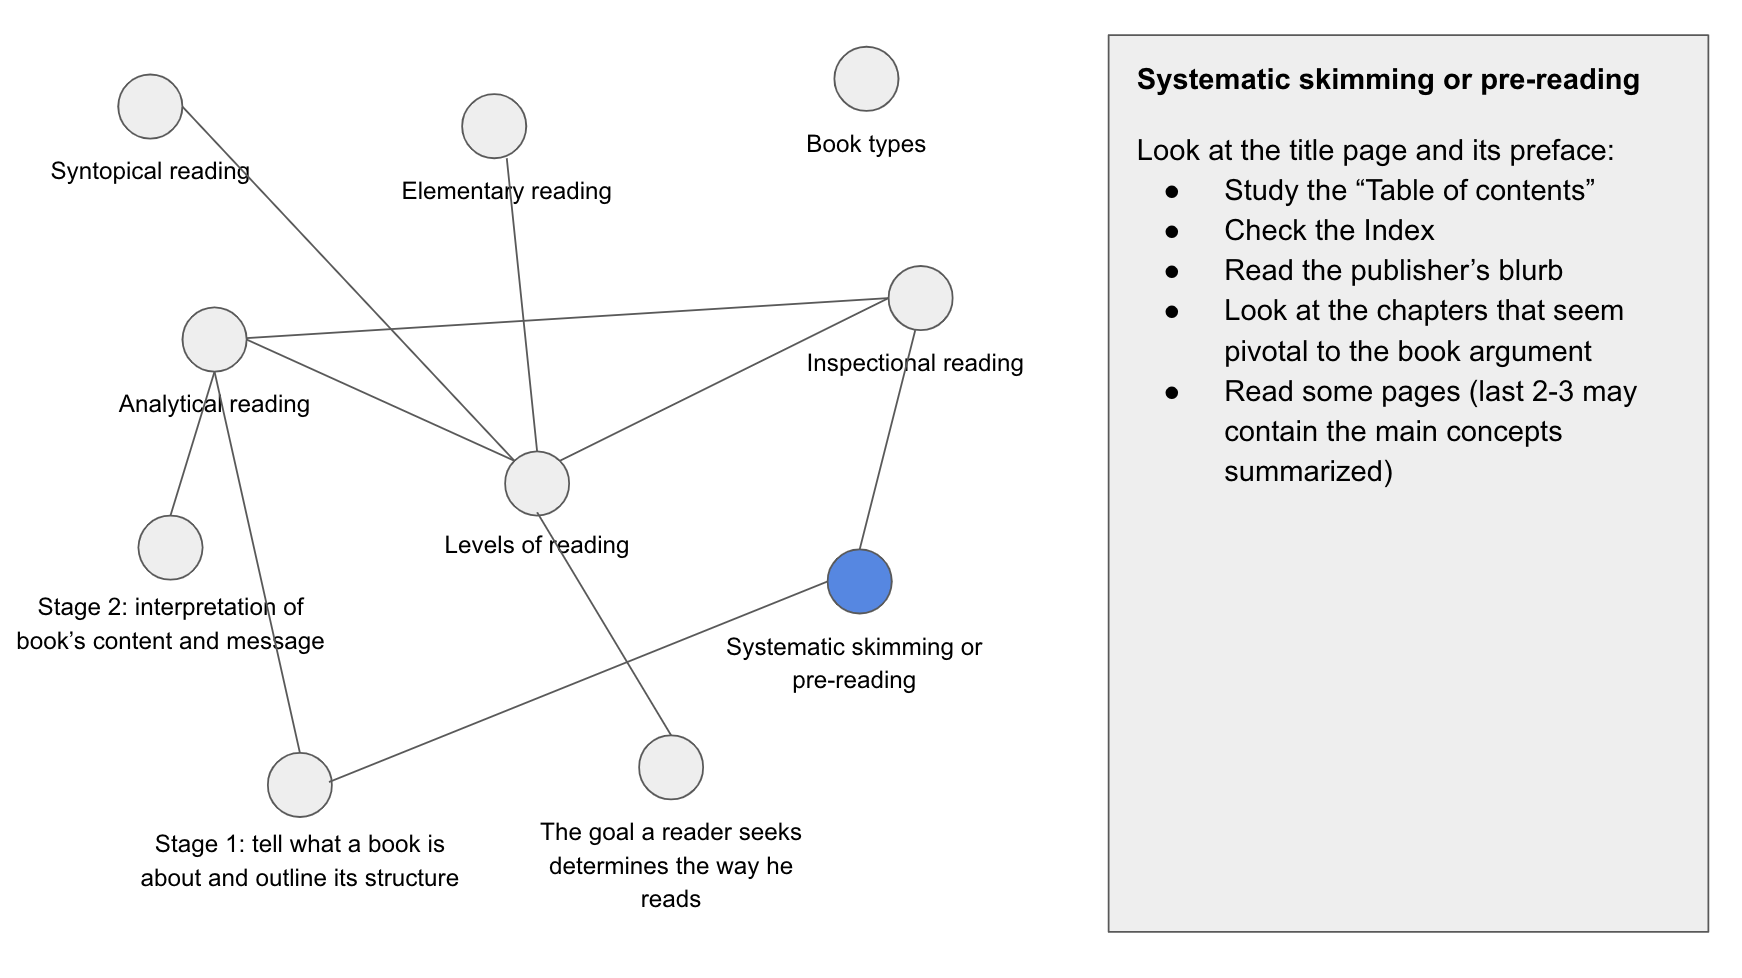 Syntopical reading
Elementary reading
Book types
Analytical reading
Inspectional reading
Levels of reading
Stage 2: interpretation of
book’s content and message
Systematic skimming or
pre-reading
Stage 1: tell what a book is
about and outline its structure
The goal a reader seeks
determines the way he
reads
Systematic skimming or pre-reading
Look at the title page and its preface:
● Study the “Table of contents”
● Check the Index
● Read the publisher’s blurb
● Look at the chapters that seem
pivotal to the book argument
● Read some pages (last 2-3 may
contain the main concepts
summarized)